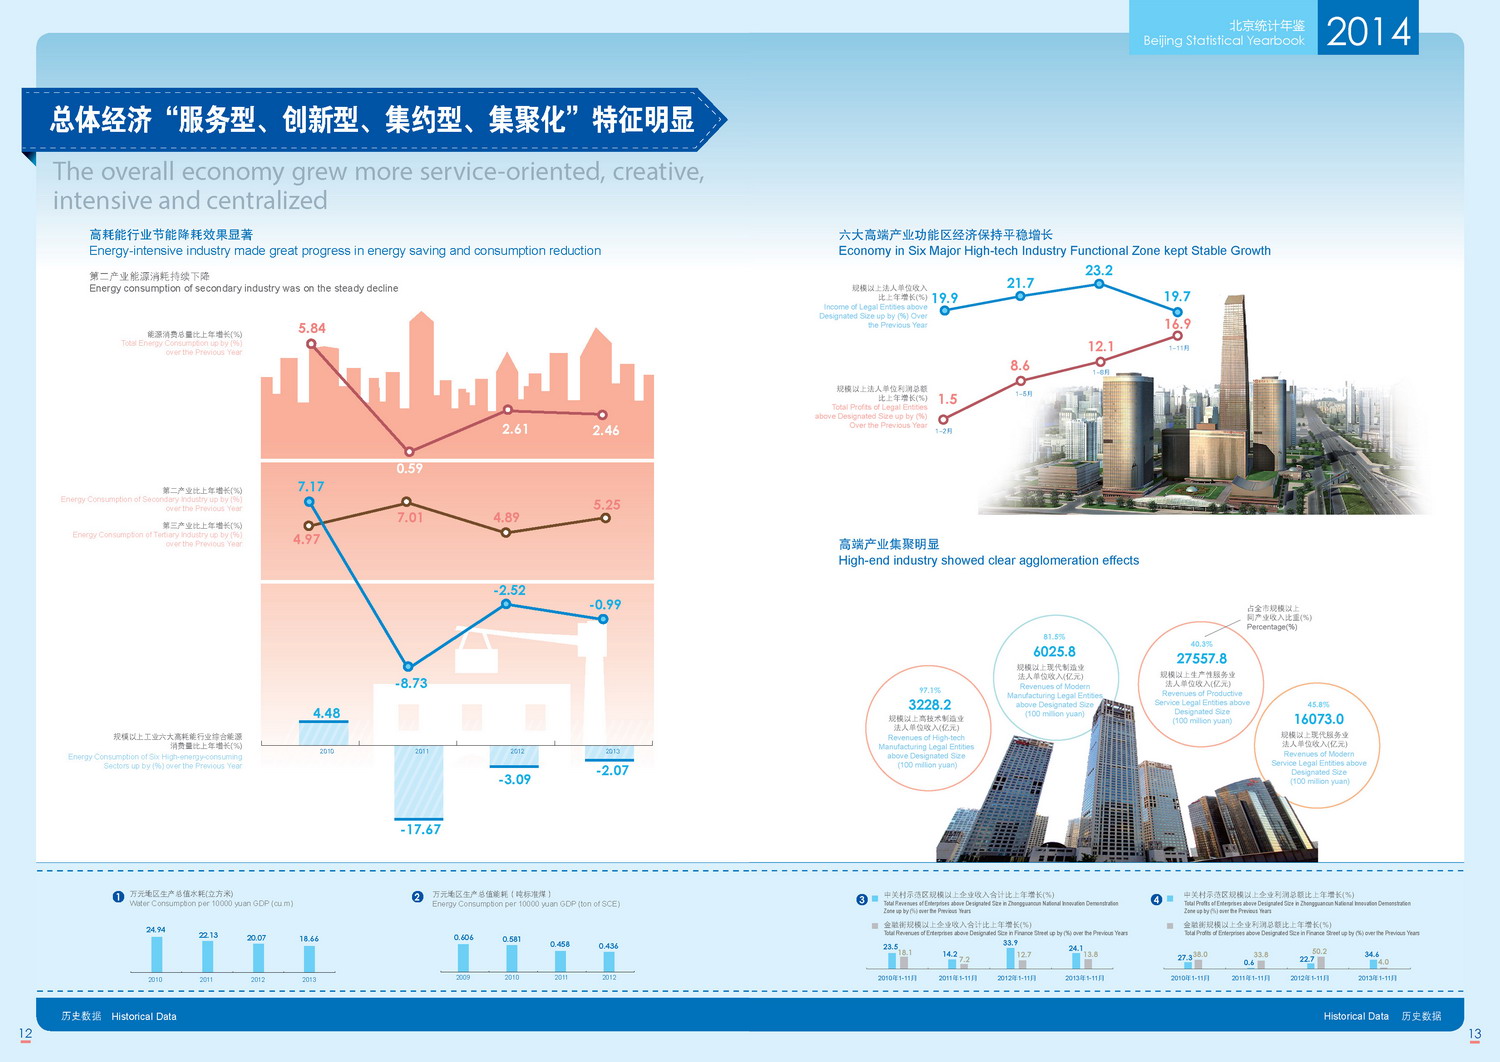 北京统计年鉴
Beijing Statistical Yearbook
2014
总体经济“服务型、创新型、集约型、集聚化”特征明显
The overall economy grew more service-oriented, creative,
intensive and centralized
高耗能行业节能降耗效果显著
Energy-intensive industry made great progress in energy saving and consumption reduction
第二产业能源消耗持续下降
Energy consumption of secondary industry was on the steady decline
能源消费总量比上年增长(%)
Total Energy Consumption up by (%)
over the Previous Year
5.84
0.59
2.61
2.46
第二产业比上年增长(%)
Energy Consumption of Secondary Industry up by (%)
over the Previous Year
第三产业比上年增长(%)
Energy Consumption of Tertiary Industry up by (%)
over the Previous Year
7.17
4.97
7.01
4.89
5.25
-8.73
-2.52
-0.99
规模以上工业六大高耗能行业综合能源
消费量比上年增长(%)
Energy Consumption of Six High-energy-consuming
Sectors up by (%) over the Previous Year
4.48
-17.67
-3.09
-2.07
2010
2011
2012
2013
六大高端产业功能区经济保持平稳增长
Economy in Six Major High-tech Industry Functional Zone kept Stable Growth
规模以上法人单位收入
比上年增长(%)
Income of Legal Entities above
Designated Size up by (%) Over
the Previous Year
19.9
21.7
23.2
19.7
规模以上法人单位利润总额
比上年增长(%)
Total Profits of Legal Entities
above Designated Size up by (%)
Over the Previous Year
1.5
8.6
12.1
16.9
1-2月
1-5月
1-8月
1-11月
高端产业集聚明显
High-end industry showed clear agglomeration effects
占全市规模以上
同产业收入比重(%)
Percentage(%)
97.1%
3228.2
规模以上高技术制造业
法人单位收入(亿元)
Revenues of High-tech
Manufacturing Legal Entities
above Designated Size
(100 million yuan)
81.5%
6025.8
规模以上现代制造业
法人单位收入(亿元)
Revenues of Modern
Manufacturing Legal Entities
above Designated Size
(100 million yuan)
40.3%
27557.8
规模以上生产性服务业
法人单位收入(亿元)
Revenues of Productive
Service Legal Entities above
Designated Size
(100 million yuan)
45.8%
16073.0
规模以上现代服务业
法人单位收入(亿元)
Revenues of Modern
Service Legal Entities above
Designated Size
(100 million yuan)
1
万元地区生产总值水耗(立方米)
Water Consumption per 10000 yuan GDP (cu.m)
24.94
22.13
20.07
18.66
2010
2011
2012
2013
2
万元地区生产总值能耗(吨标准煤)
Energy Consumption per 10000 yuan GDP (ton of SCE)
0.606
0.581
0.458
0.436
2009
2010
2011
2012
3
中关村示范区规模以上企业收入合计比上年增长(%)
Total Revenues of Enterprises above Designated Size in Zhongguancun National Innovation Demonstration
Zone up by (%) over the Previous Years
金融街规模以上企业收入合计比上年增长(%)
Total Revenues of Enterprises above Designated Size in Finance Street up by (%) over the Previous Years
23.5
18.1
14.2
7.2
33.9
12.7
24.1
13.8
2010年1-11月
2011年1-11月
2012年1-11月
2013年1-11月
4
中关村示范区规模以上企业利润总额比上年增长(%)
Total Profits of Enterprises above Designated Size in Zhongguancun National Innovation Demonstration
Zone up by (%) over the Previous Years
金融街规模以上企业利润总额比上年增长(%)
Total Profits of Enterprises above Designated Size in Finance Street up by (%) over the Previous Years
27.3
38.0
0.6
33.8
22.7
50.2
34.6
4.0
2010年1-11月
2011年1-11月
2012年1-11月
2013年1-11月
历史数据 Historical Data
Historical Data 历史数据
12
13